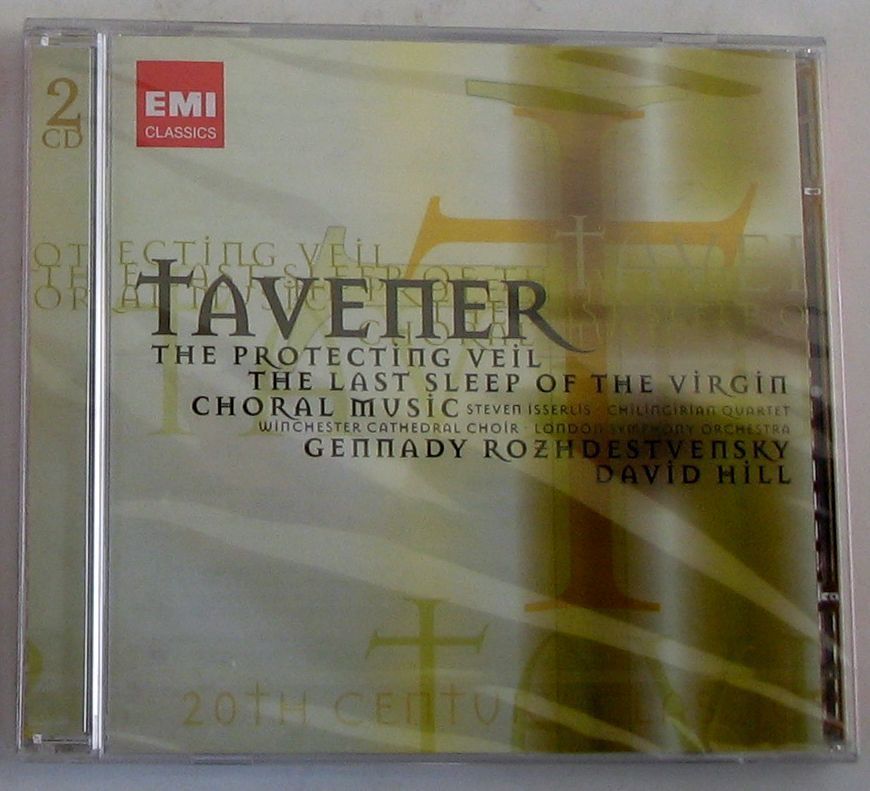 2
CD
EMI
CLASSICS
TAVENER
THE PROTECTING VEIL
THE LAST SLEEP OF THE VIRGIN
CHORAL MUSIC STEVEN ISSERLIS · CHILINGIRIAN QUARTET
WINCHESTER CATHEDRAL CHOIR · LONDON SYMPHONY ORCHESTRA
GENNADY ROZHDESTVENSKY
DAVID HILL
20TH CENTURY CLASSICS